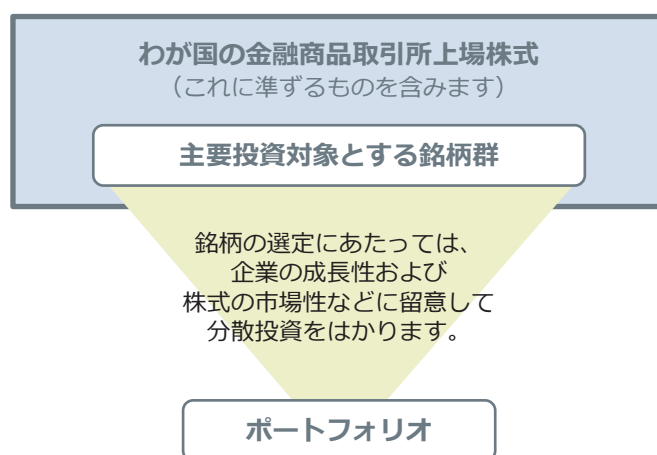 わが国の金融商品取引所上場株式
（これに準ずるものを含みます）
主要投資対象とする銘柄群
銘柄の選定にあたっては、
企業の成長性および
株式の市場性などに留意して
分散投資をはかります。
ポートフォリオ